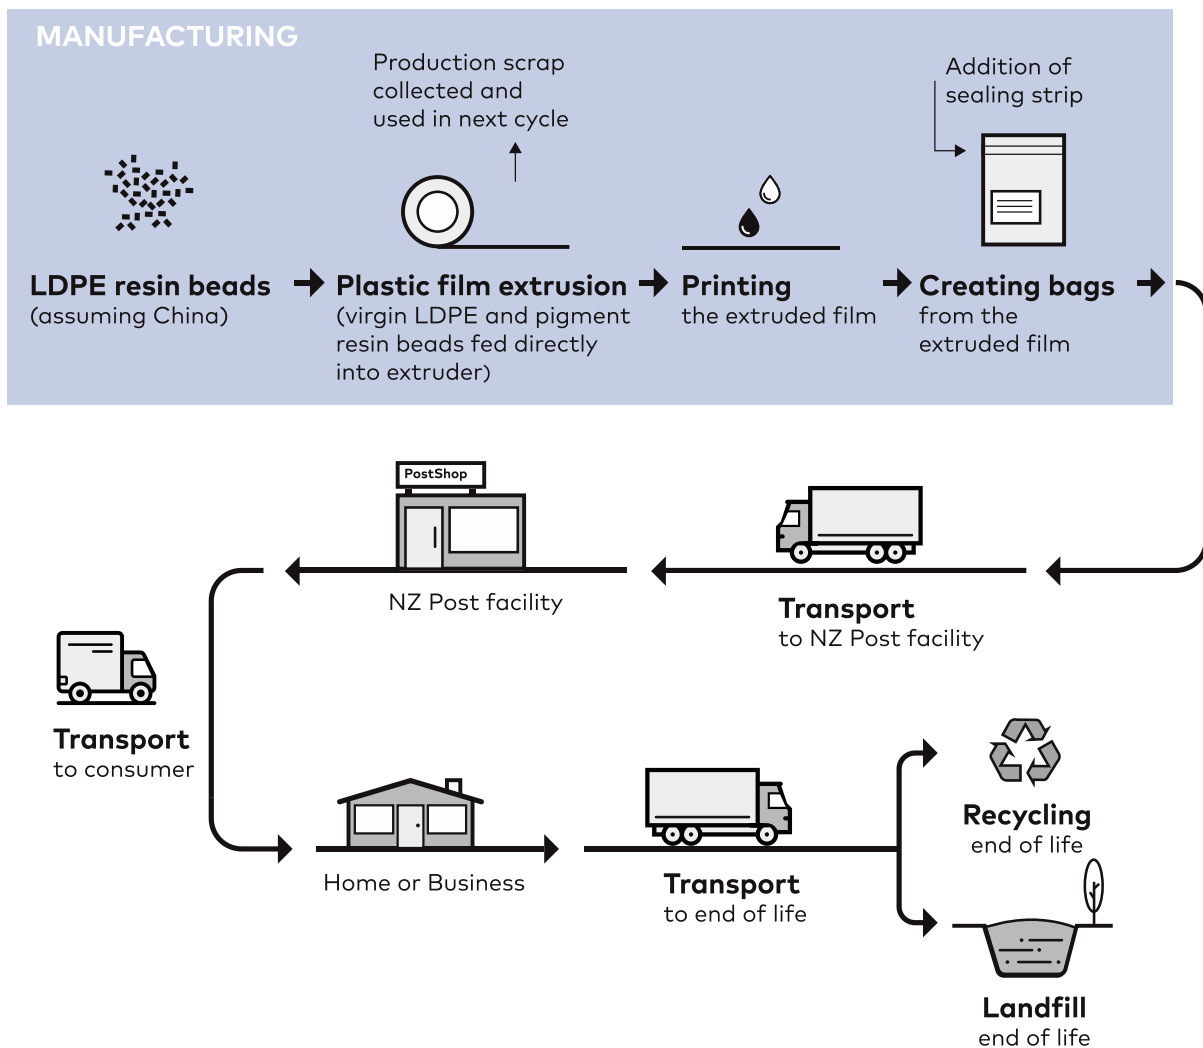 MANUFACTURING
Production scrap
collected and
used in next cycle
Addition of
sealing strip
LDPE resin beads
(assuming China)
Plastic film extrusion
(virgin LDPE and pigment
resin beads fed directly
into extruder)
Printing
the extruded film
Creating bags
from the
extruded film
PostShop
NZ Post facility
Transport
to NZ Post facility
Transport
to consumer
Home or Business
Transport
to end of life
Recycling
end of life
Landfill
end of life